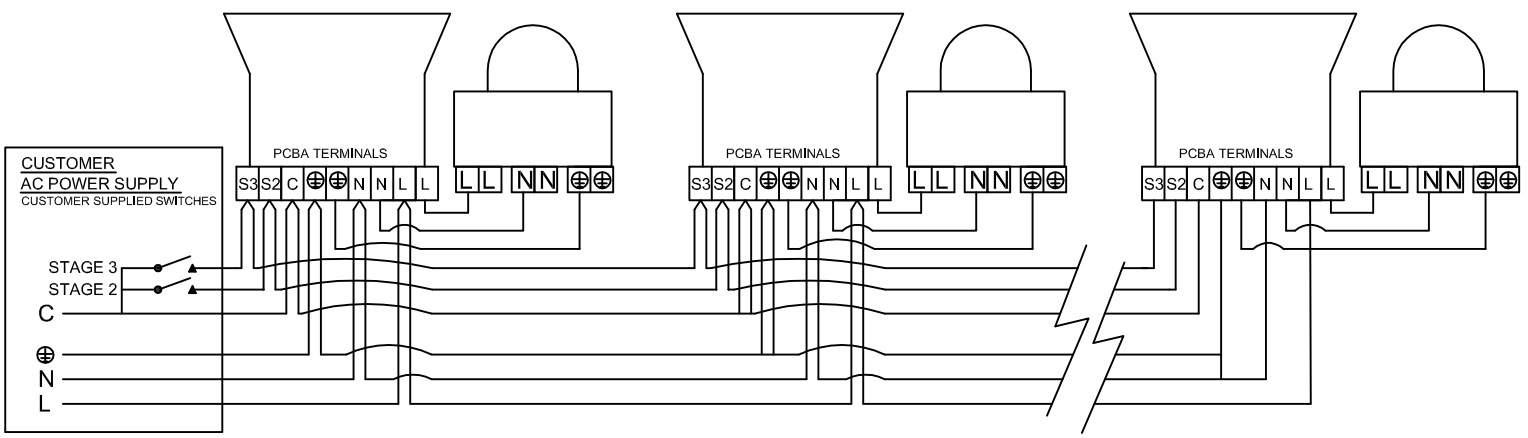 PCBA TERMINALS
S3 S2 C ⏚ ⏚ N N L L
L L N N ⏚ ⏚
PCBA TERMINALS
S3 S2 C ⏚ ⏚ N N L L
L L N N ⏚ ⏚
PCBA TERMINALS
S3 S2 C ⏚ ⏚ N N L L
L L N N ⏚ ⏚
CUSTOMER
AC POWER SUPPLY
CUSTOMER SUPPLIED SWITCHES
STAGE 3
STAGE 2
C
⏚
N
L